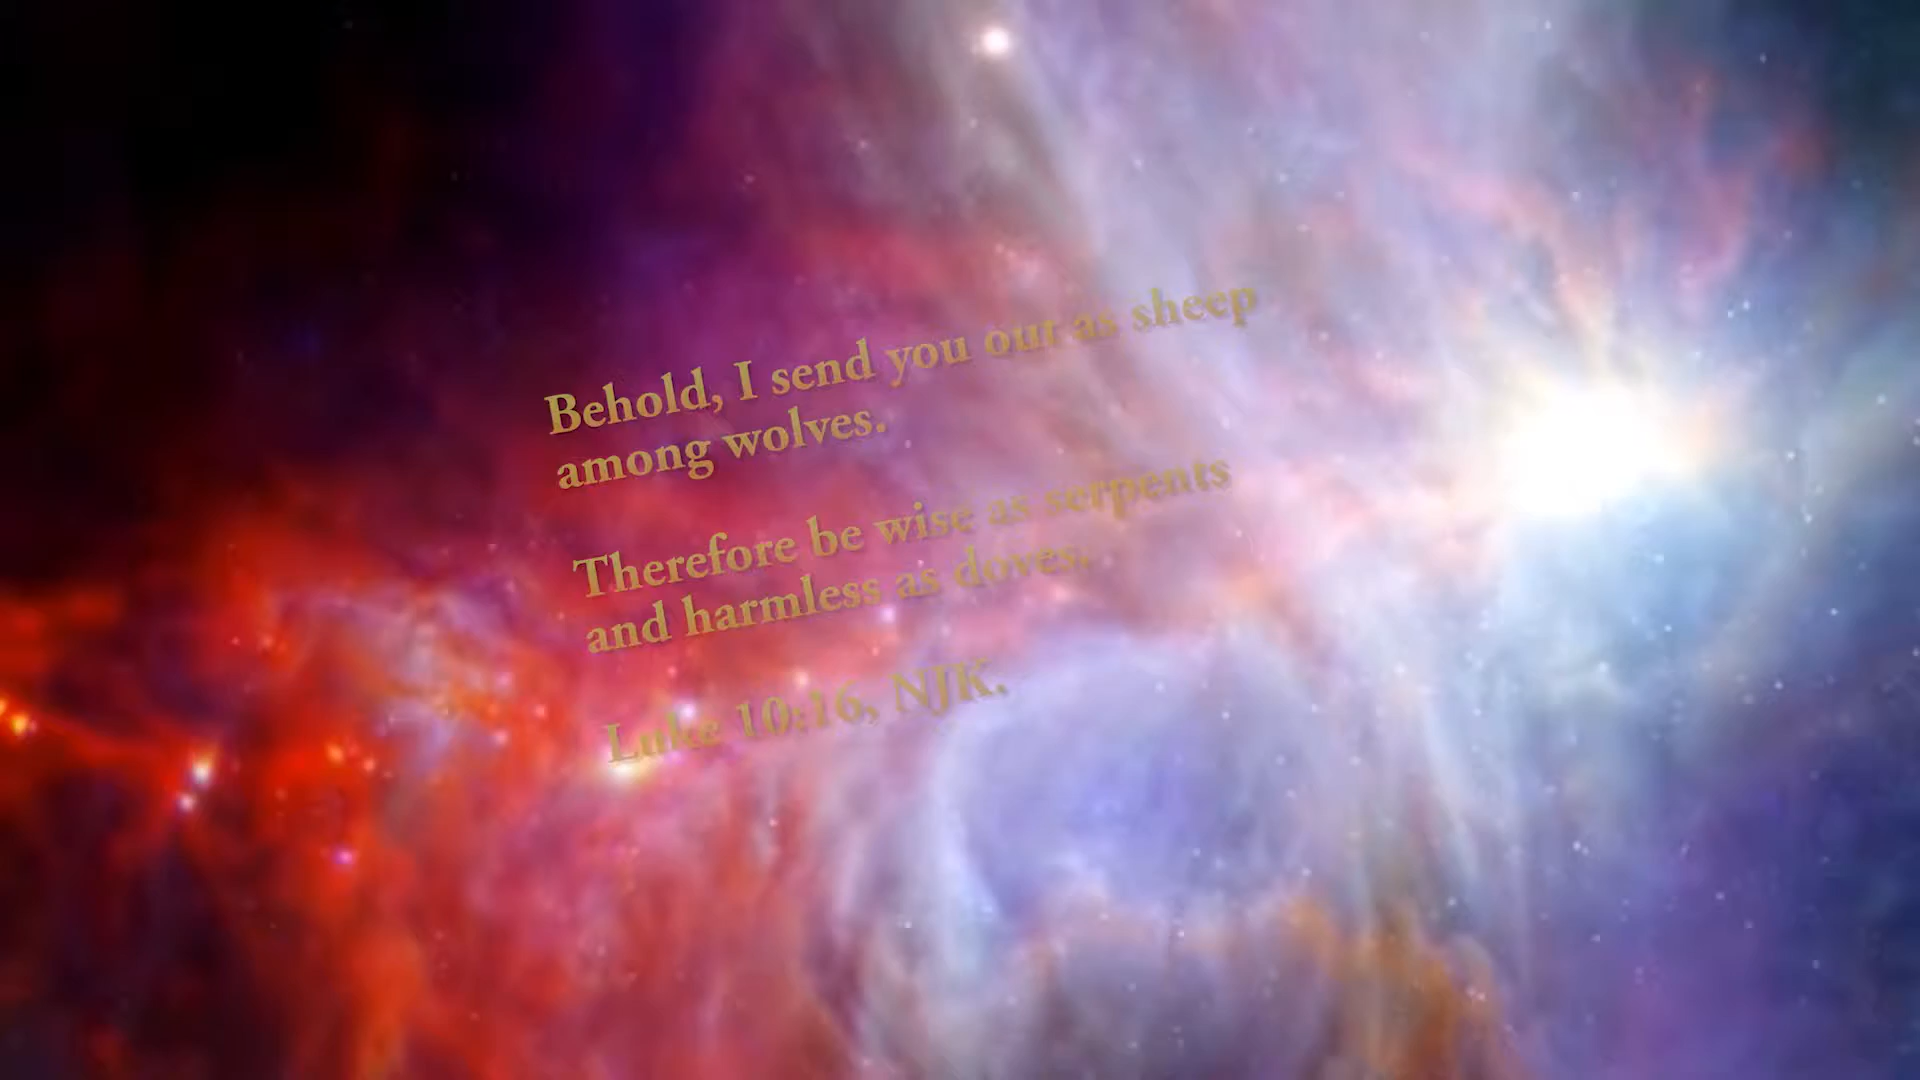 Behold, I send you out as sheep
among wolves.
Therefore be wise as serpents
and harmless as doves.
Luke 10:16, NJK.